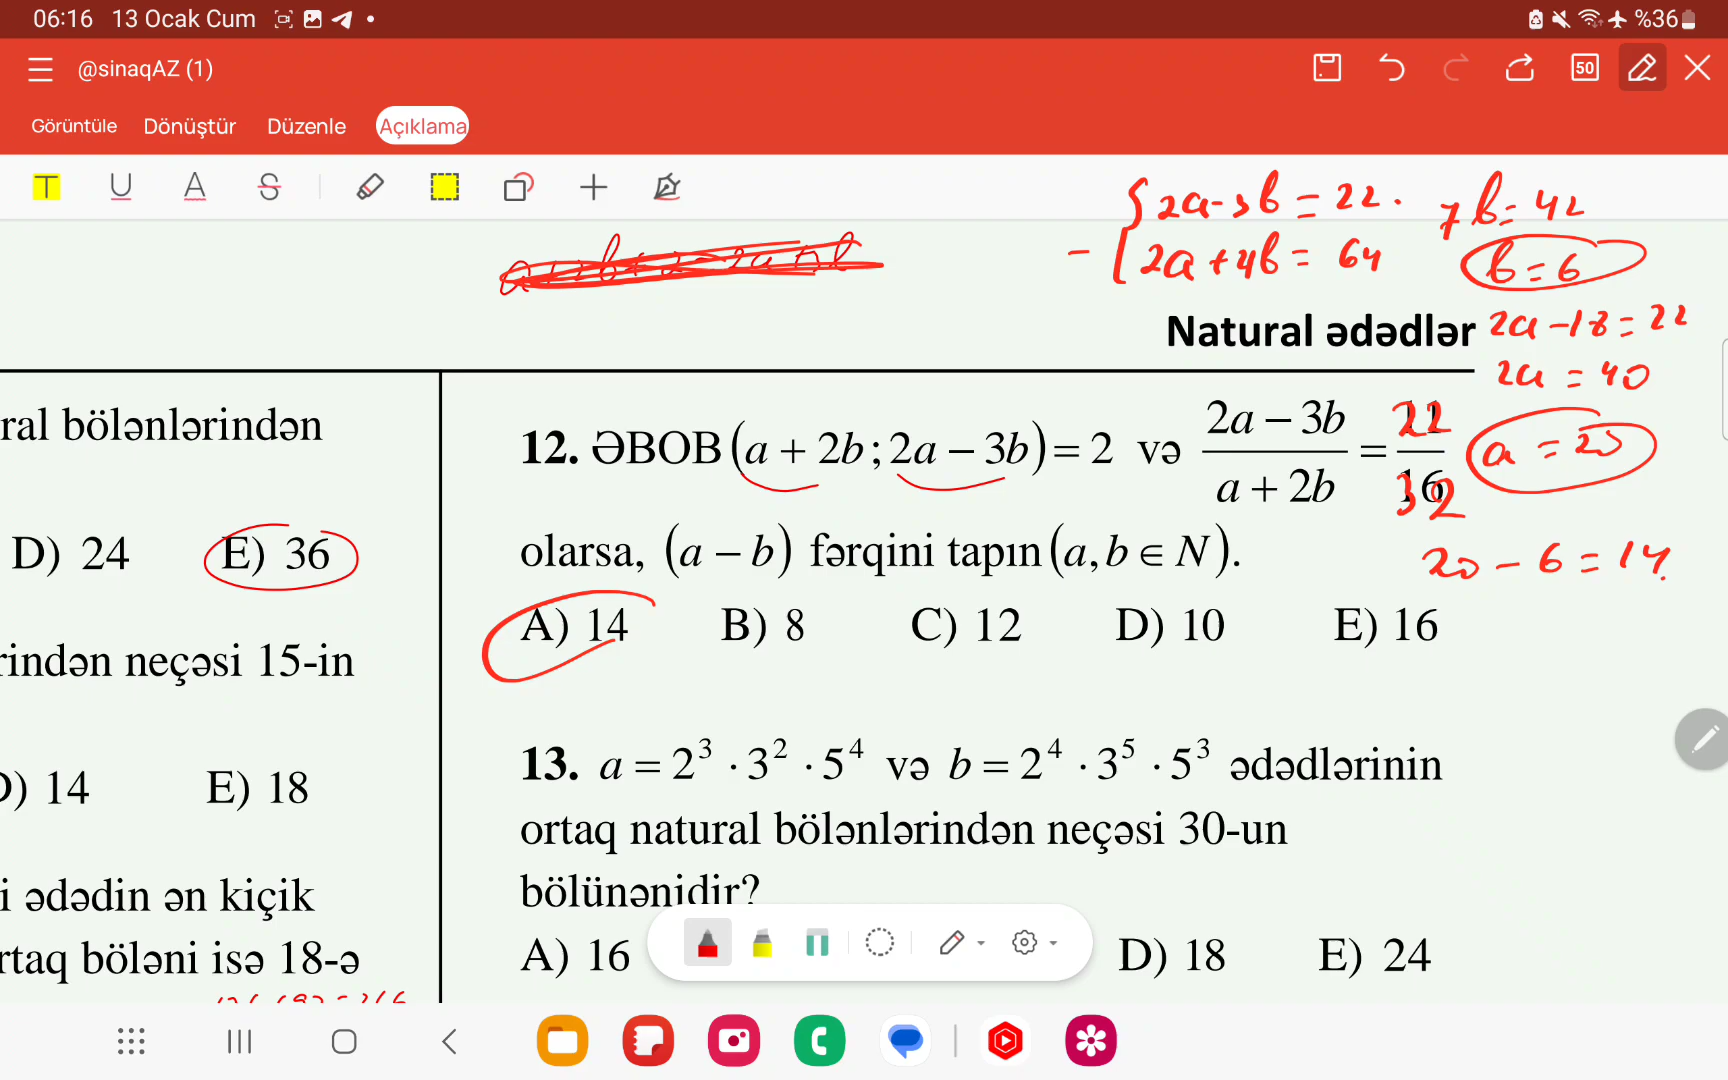 06:16 13 Ocak Cum %36
@sinaqAZ (1) 50
Görüntüle Dönüştür Düzenle Açıklama
{2a-3b=22. 7b=42
- 2a+4b=64 b=6
Natural ədədlər
2a-18=22
2a=40
a=20
ral bölənlərindən
D) 24 E) 36
rindən neçəsi 15-in
D) 14 E) 18
i ədədin ən kiçik
rtaq böləni isə 18-ə
12. ƏBOB(a + 2b; 2a − 3b) = 2 və (2a − 3b)/(a + 2b) = 22/32
olarsa, (a − b) fərqini tapın (a, b ∈ N).
20-6=14.
A) 14 B) 8 C) 12 D) 10 E) 16
13. a = 2³ · 3² · 5⁴ və b = 2⁴ · 3⁵ · 5³ ədədlərinin
ortaq natural bölənlərindən neçəsi 30-un
bölünənidir?
A) 16 D) 18 E) 24